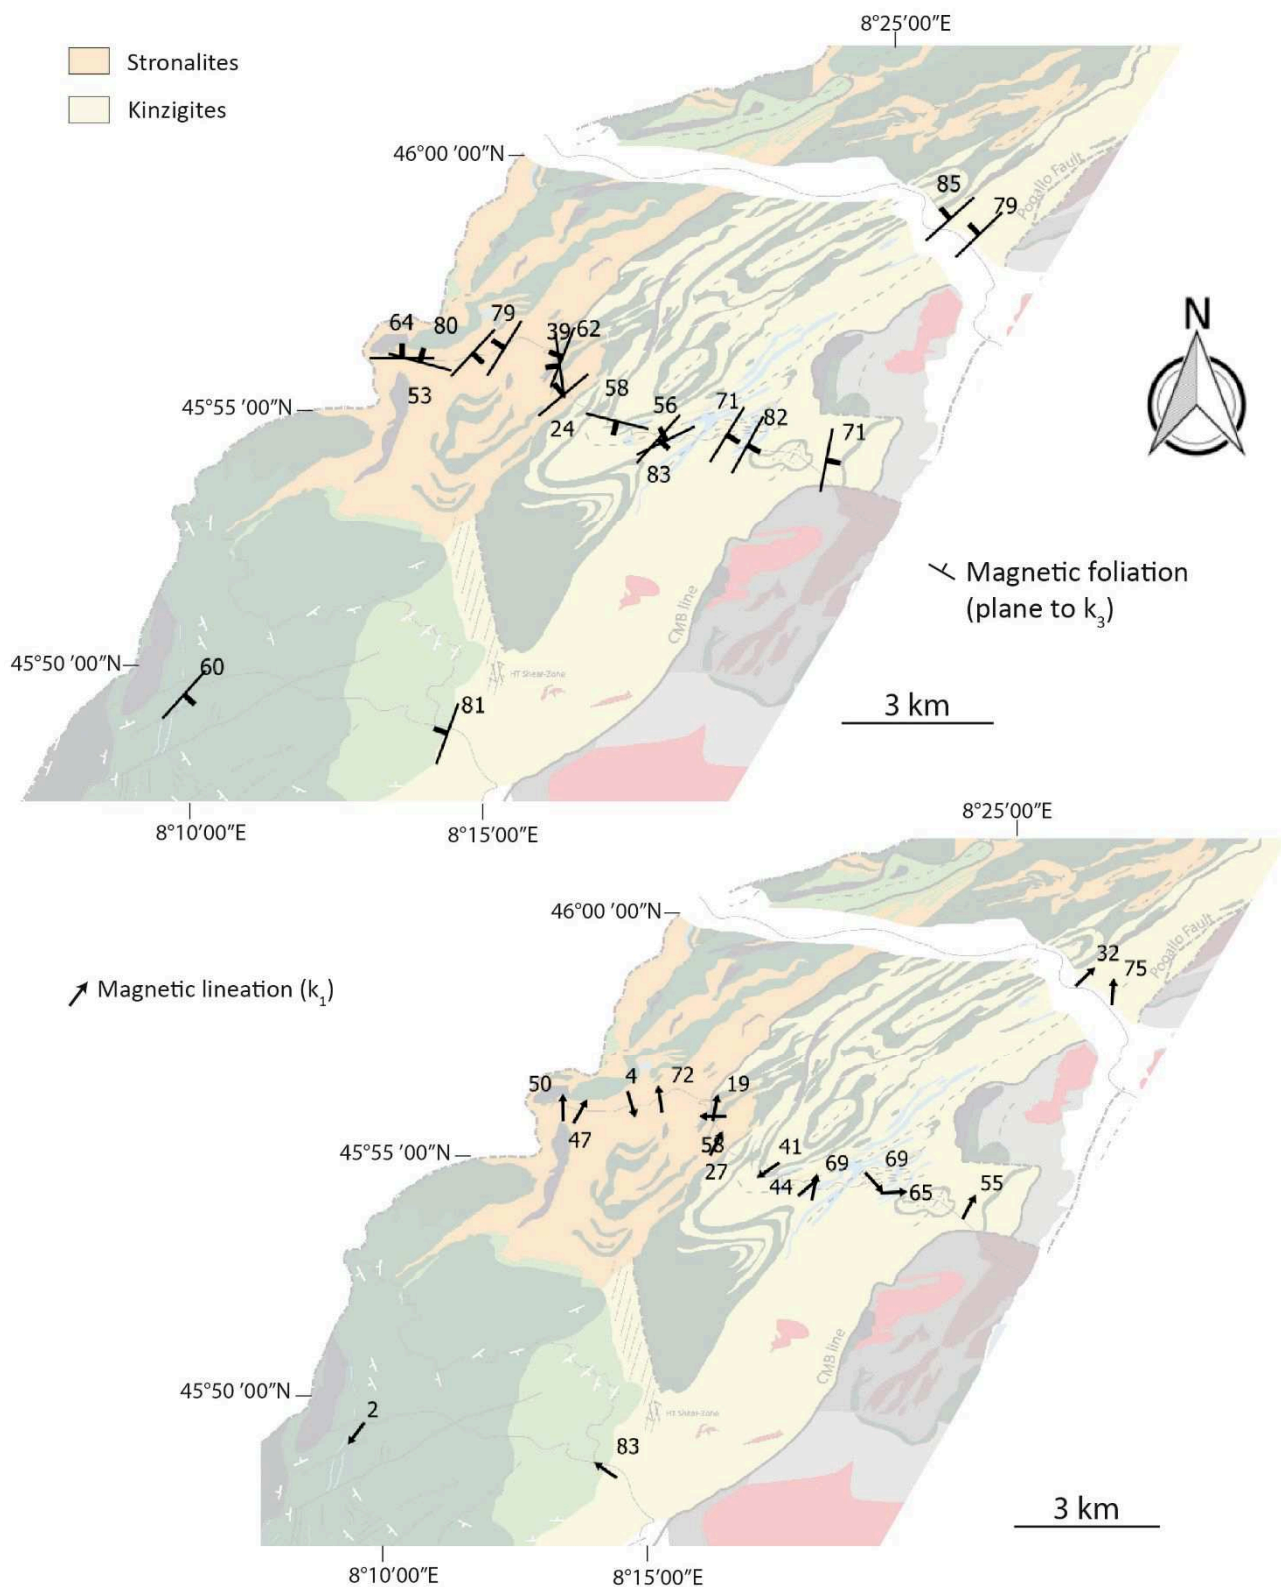 8°25′00″E
Stronalites
Kinzigites
46°00 ′00″N
Pogallo Fault
85
79
N
64
80
79
39
62
53
58
56
71
82
71
45°55 ′00″N
24
83
Magnetic foliation
(plane to k3)
CMB line
45°50 ′00″N
60
HT Shear-Zone
81
3 km
8°10′00″E
8°15′00″E
8°25′00″E
46°00 ′00″N
Pogallo Fault
32
75
Magnetic lineation (k1)
50
4
72
19
47
58
41
45°55 ′00″N
27
44
69
69
65
55
CMB line
45°50 ′00″N
2
HT Shear-Zone
83
3 km
8°10′00″E
8°15′00″E